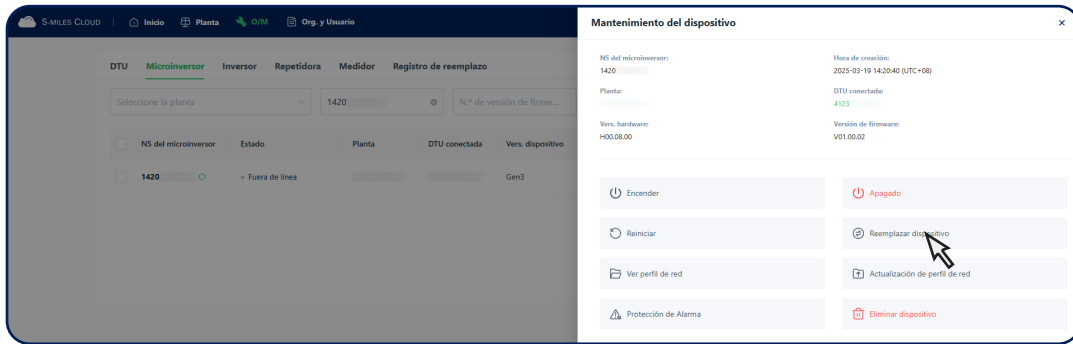 S-MILES CLOUD Inicio Planta O/M Org. y Usuario
DTU Microinversor Inversor Repetidora Medidor Registro de reemplazo
Seleccione la planta 1420 N.º de versión de firmw...
NS del microinversor Estado Planta DTU conectada Vers. dispositivo
1420 Fuera de línea Gen3
Mantenimiento del dispositivo
NS del microinversor: Hora de creación:
1420 2025-03-19 14:20:40 (UTC+08)
Planta: DTU conectada:
4123
Vers. hardware: Versión de firmware:
H00.08.00 V01.00.02
Encender Apagado
Reiniciar Reemplazar dispositivo
Ver perfil de red Actualización de perfil de red
Protección de Alarma Eliminar dispositivo